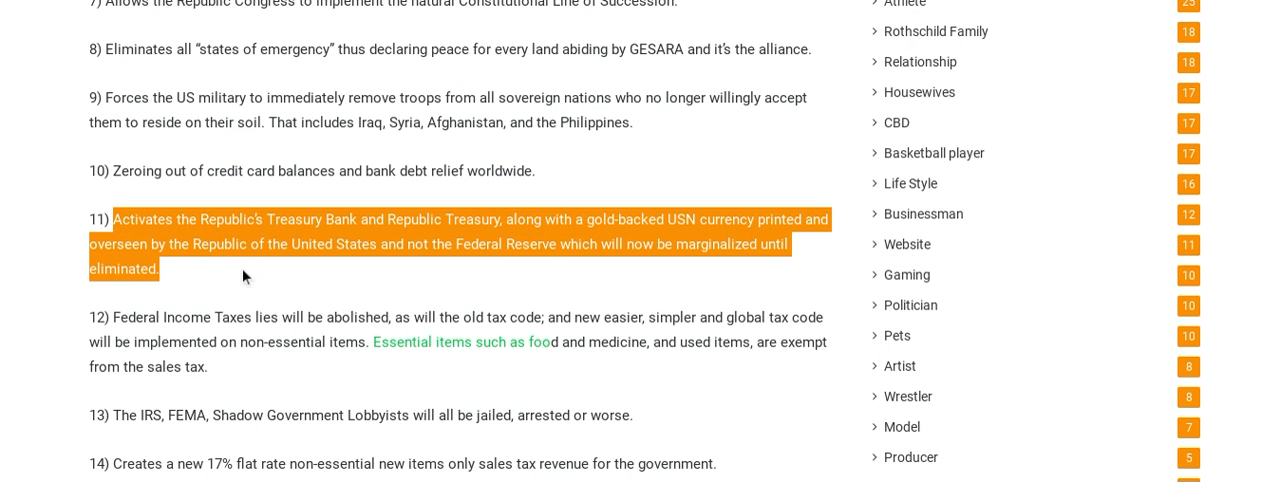 7) Allows the Republic Congress to implement the natural Constitutional Line of Succession.
8) Eliminates all “states of emergency” thus declaring peace for every land abiding by GESARA and it’s the alliance.
9) Forces the US military to immediately remove troops from all sovereign nations who no longer willingly accept
them to reside on their soil. That includes Iraq, Syria, Afghanistan, and the Philippines.
10) Zeroing out of credit card balances and bank debt relief worldwide.
11) Activates the Republic’s Treasury Bank and Republic Treasury, along with a gold-backed USN currency printed and
overseen by the Republic of the United States and not the Federal Reserve which will now be marginalized until
eliminated.
12) Federal Income Taxes lies will be abolished, as will the old tax code; and new easier, simpler and global tax code
will be implemented on non-essential items. Essential items such as food and medicine, and used items, are exempt
from the sales tax.
13) The IRS, FEMA, Shadow Government Lobbyists will all be jailed, arrested or worse.
14) Creates a new 17% flat rate non-essential new items only sales tax revenue for the government.
Athlete 25
Rothschild Family 18
Relationship 18
Housewives 17
CBD 17
Basketball player 17
Life Style 16
Businessman 12
Website 11
Gaming 10
Politician 10
Pets 10
Artist 8
Wrestler 8
Model 7
Producer 5